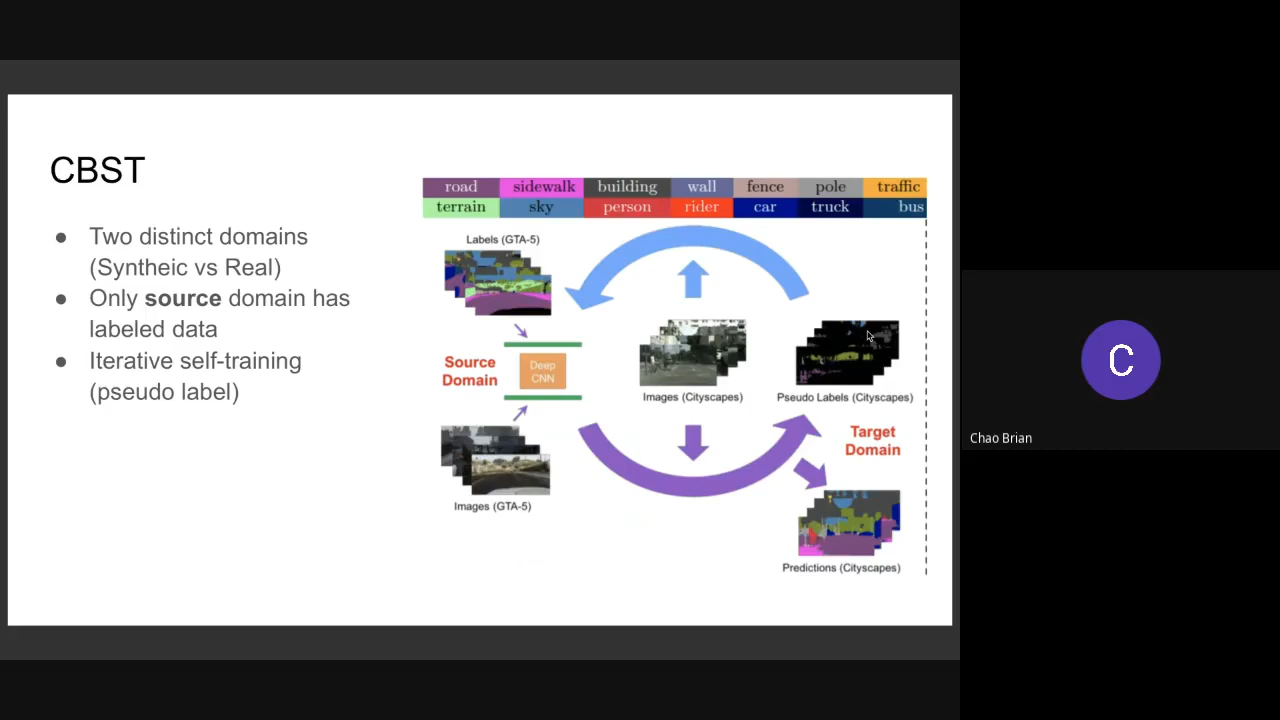 CBST
● Two distinct domains
(Syntheic vs Real)
● Only source domain has
labeled data
● Iterative self-training
(pseudo label)
road sidewalk building wall fence pole traffic
terrain sky person rider car truck bus
Labels (GTA-5)
Source
Domain
Deep
CNN
Images (GTA-5)
Images (Cityscapes)
Pseudo Labels (Cityscapes)
Target
Domain
Predictions (Cityscapes)
C
Chao Brian